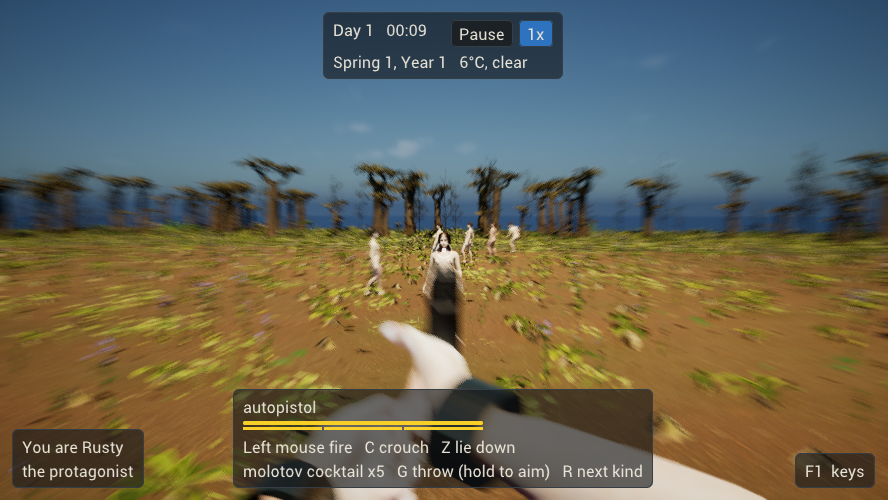 Day 1 00:09 Pause 1x
Spring 1, Year 1 6°C, clear
autopistol
Left mouse fire C crouch Z lie down
molotov cocktail x5 G throw (hold to aim) R next kind
You are Rusty
the protagonist
F1 keys